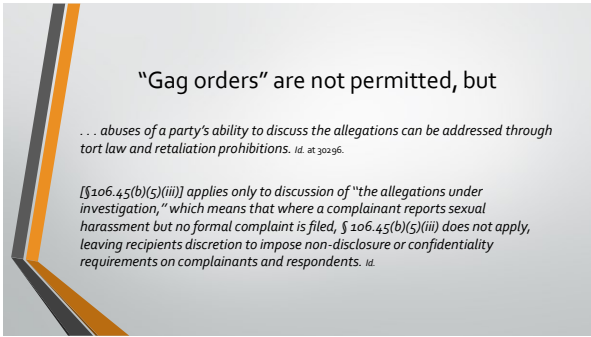 “Gag orders” are not permitted, but
. . . abuses of a party’s ability to discuss the allegations can be addressed through
tort law and retaliation prohibitions. Id. at 30296.
[§106.45(b)(5)(iii)] applies only to discussion of “the allegations under
investigation,” which means that where a complainant reports sexual
harassment but no formal complaint is filed, § 106.45(b)(5)(iii) does not apply,
leaving recipients discretion to impose non-disclosure or confidentiality
requirements on complainants and respondents. Id.